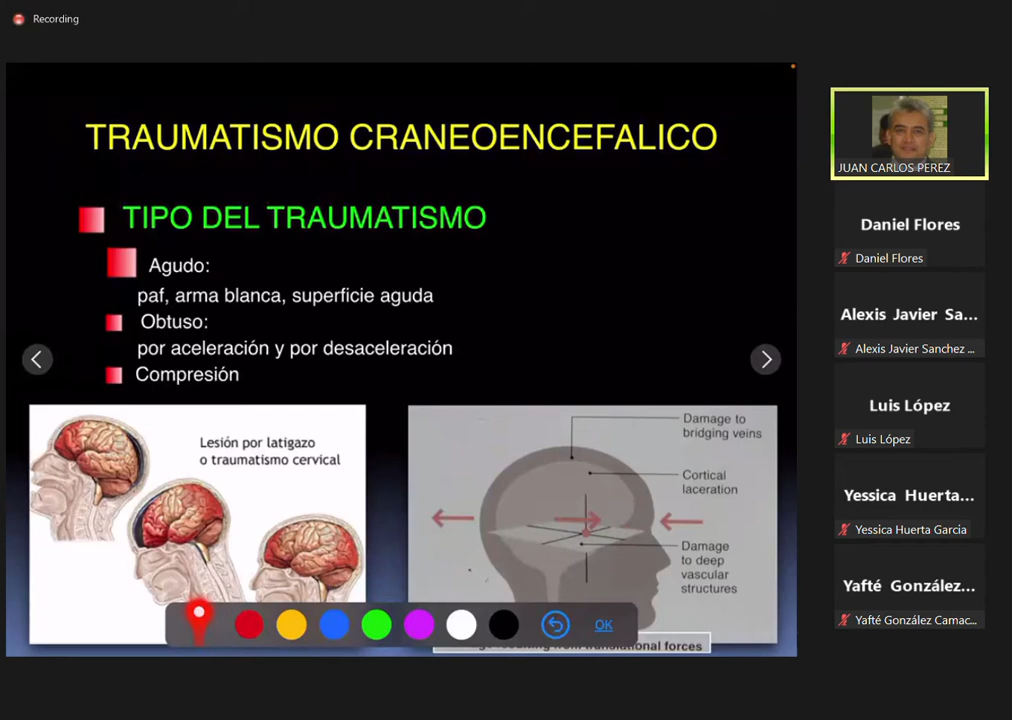 Recording
TRAUMATISMO CRANEOENCEFALICO
TIPO DEL TRAUMATISMO
Agudo:
paf, arma blanca, superficie aguda
Obtuso:
por aceleración y por desaceleración
Compresión
Lesión por latigazo
o traumatismo cervical
Damage to
bridging veins
Cortical
laceration
Damage
to deep
vascular
structures
from translational forces
OK
JUAN CARLOS PEREZ
Daniel Flores
Daniel Flores
Alexis Javier Sa...
Alexis Javier Sanchez ...
Luis López
Luis López
Yessica Huerta...
Yessica Huerta Garcia
Yafté González...
Yafté González Camac...